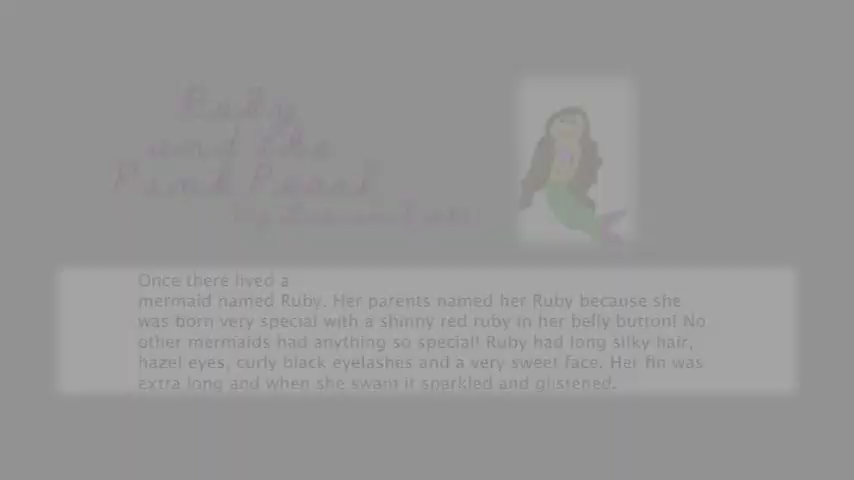 Ruby
and the
Pink Pearl
by
Once there lived a
mermaid named Ruby. Her parents named her Ruby because she
was born very special with a shinny red ruby in her belly button! No
other mermaids had anything so special! Ruby had long silky hair,
hazel eyes, curly black eyelashes and a very sweet face. Her fin was
extra long and when she swam it sparkled and glistened.